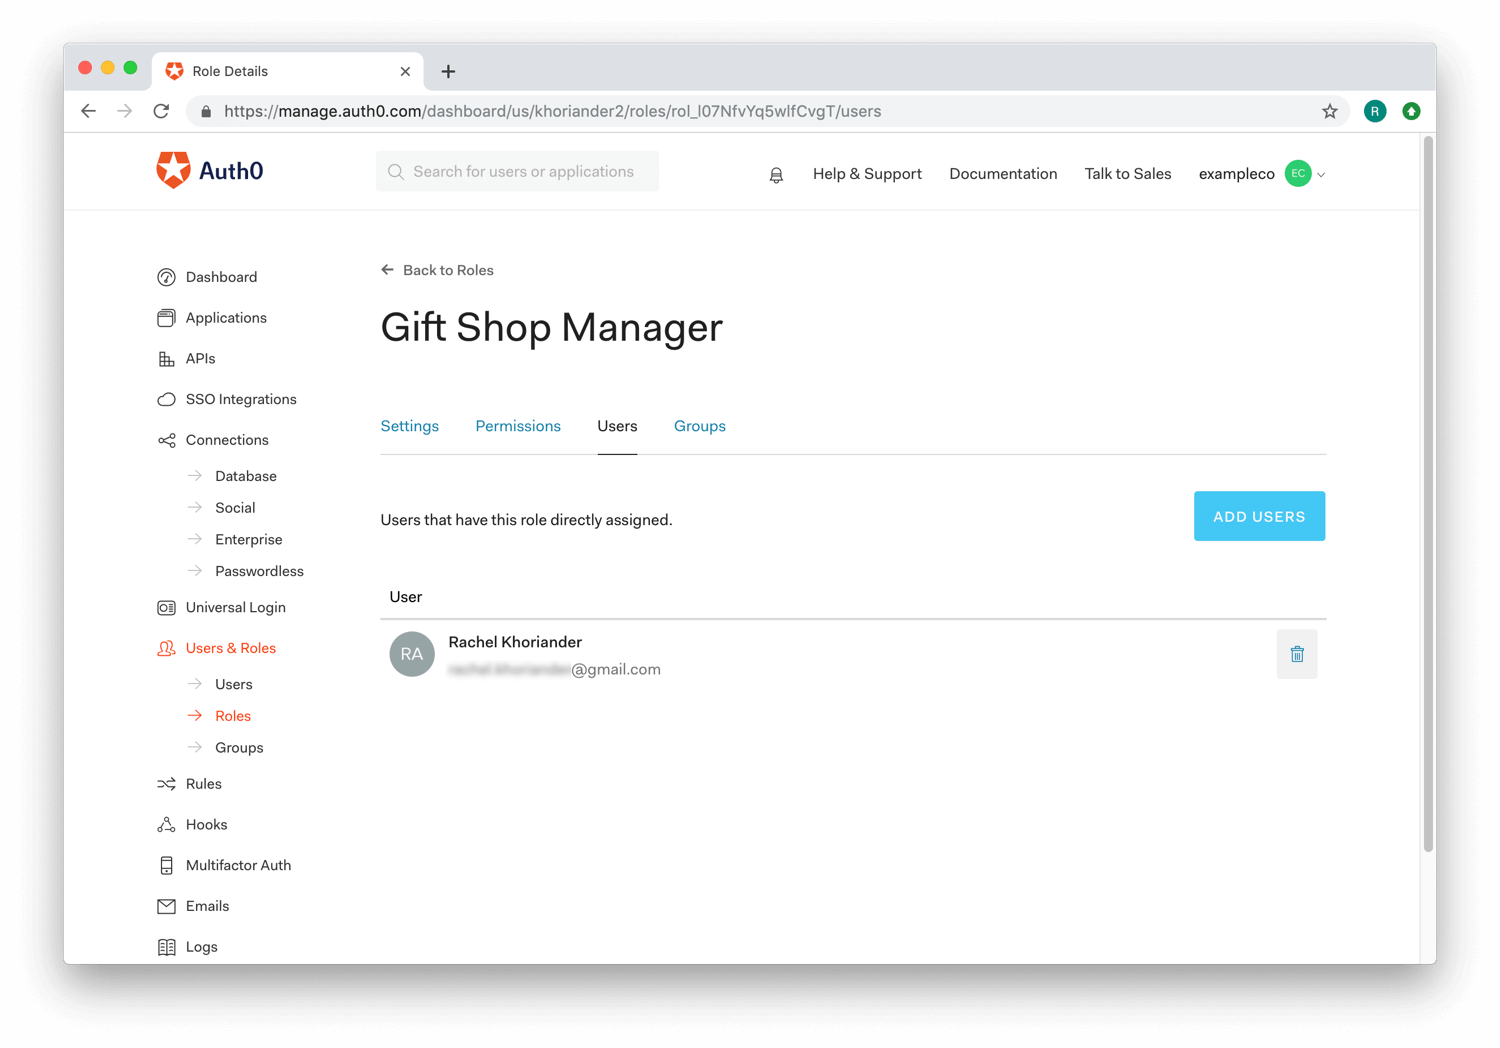 Role Details
https://manage.auth0.com/dashboard/us/khoriander2/roles/rol_l07NfvYq5wlfCvgT/users
R
Auth0
Search for users or applications
Help & Support
Documentation
Talk to Sales
exampleco
EC
Dashboard
Applications
APIs
SSO Integrations
Connections
Database
Social
Enterprise
Passwordless
Universal Login
Users & Roles
Users
Roles
Groups
Rules
Hooks
Multifactor Auth
Emails
Logs
Back to Roles
Gift Shop Manager
Settings
Permissions
Users
Groups
Users that have this role directly assigned.
ADD USERS
User
RA
Rachel Khoriander
@gmail.com